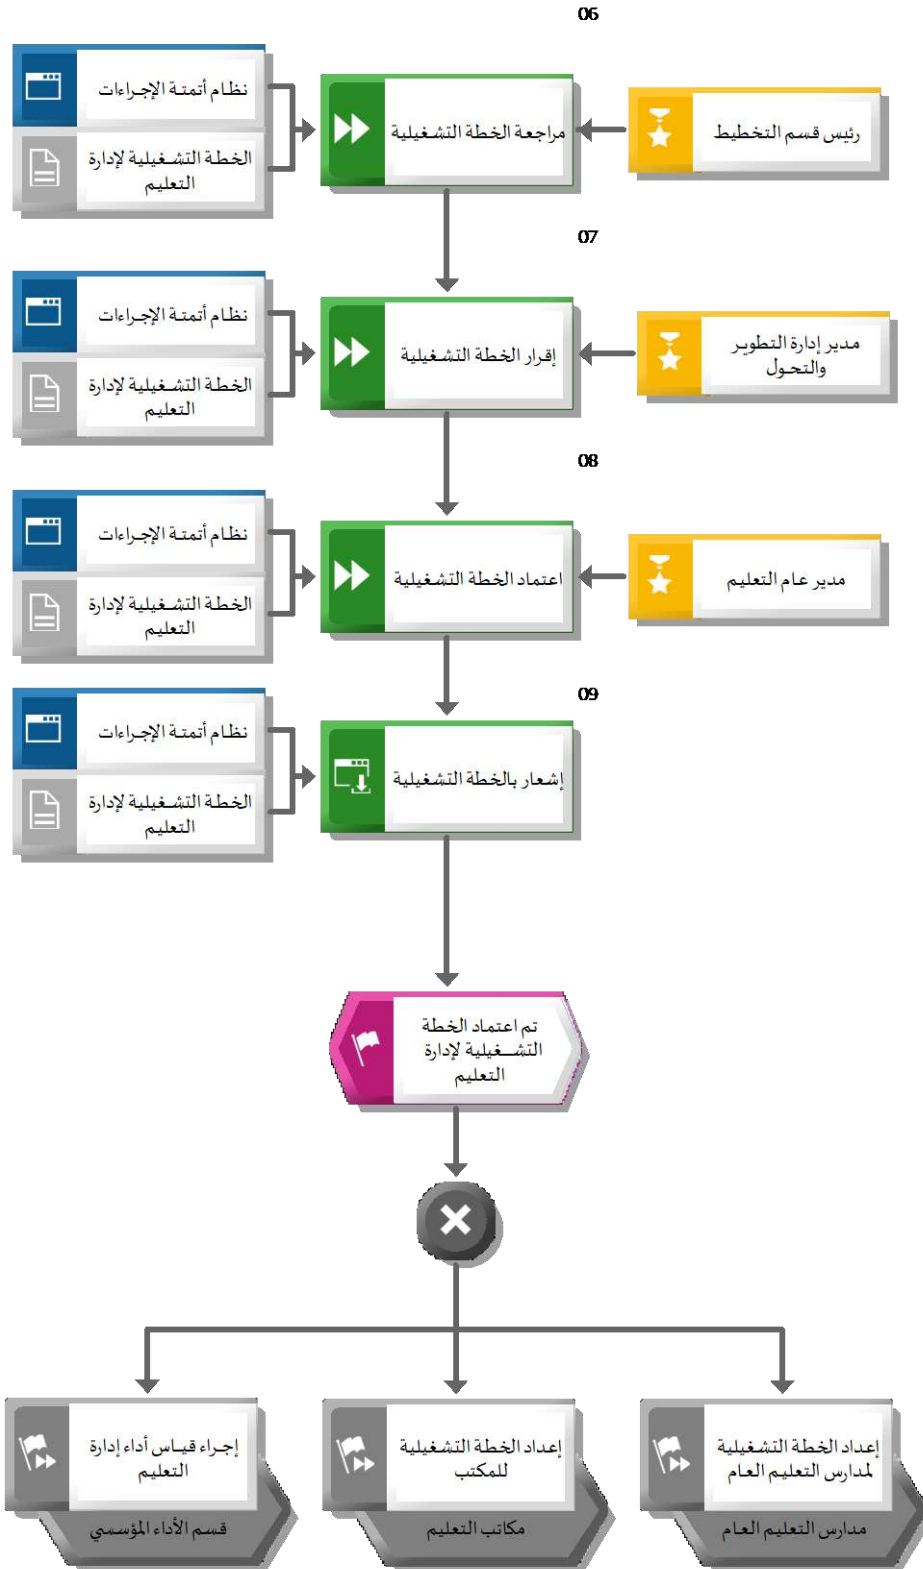 06
رئيس قسم التخطيط
مراجعة الخطة التشغيلية
نظام أتمتة الإجراءات
الخطة التشغيلية لإدارة
التعليم
07
مدير إدارة التطوير
والتحول
إقرار الخطة التشغيلية
نظام أتمتة الإجراءات
الخطة التشغيلية لإدارة
التعليم
08
مدير عام التعليم
اعتماد الخطة التشغيلية
نظام أتمتة الإجراءات
الخطة التشغيلية لإدارة
التعليم
09
إشعار بالخطة التشغيلية
نظام أتمتة الإجراءات
الخطة التشغيلية لإدارة
التعليم
تم اعتماد الخطة
التشغيلية لإدارة
التعليم
إعداد الخطة التشغيلية
لمدارس التعليم العام
مدارس التعليم العام
إعداد الخطة التشغيلية
للمكتب
مكاتب التعليم
إجراء قياس أداء إدارة
التعليم
قسم الأداء المؤسسي